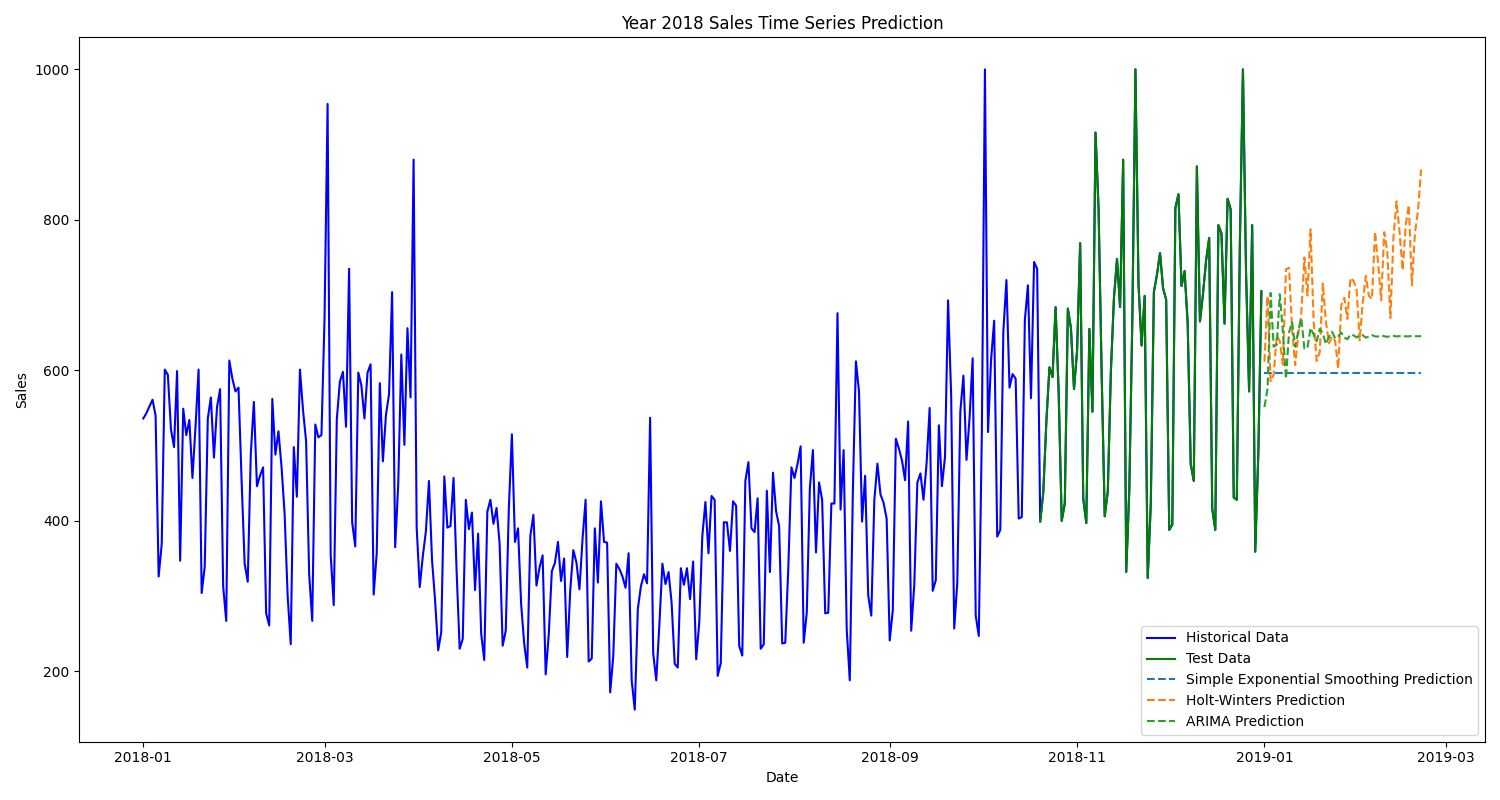 Year 2018 Sales Time Series Prediction
1000
800
600
400
200
Sales
Historical Data
Test Data
Simple Exponential Smoothing Prediction
Holt-Winters Prediction
ARIMA Prediction
2018-01 2018-03 2018-05 2018-07 2018-09 2018-11 2019-01 2019-03
Date